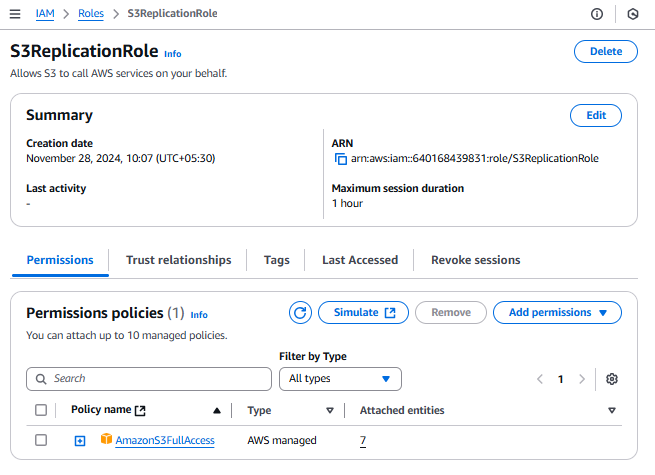 IAM > Roles > S3ReplicationRole
S3ReplicationRole Info
Delete
Allows S3 to call AWS services on your behalf.
Summary
Edit
Creation date
November 28, 2024, 10:07 (UTC+05:30)
ARN
arn:aws:iam::640168439831:role/S3ReplicationRole
Last activity
-
Maximum session duration
1 hour
Permissions
Trust relationships
Tags
Last Accessed
Revoke sessions
Permissions policies (1) Info
Simulate
Remove
Add permissions
You can attach up to 10 managed policies.
Filter by Type
Search
All types
1
Policy name
Type
Attached entities
AmazonS3FullAccess
AWS managed
7